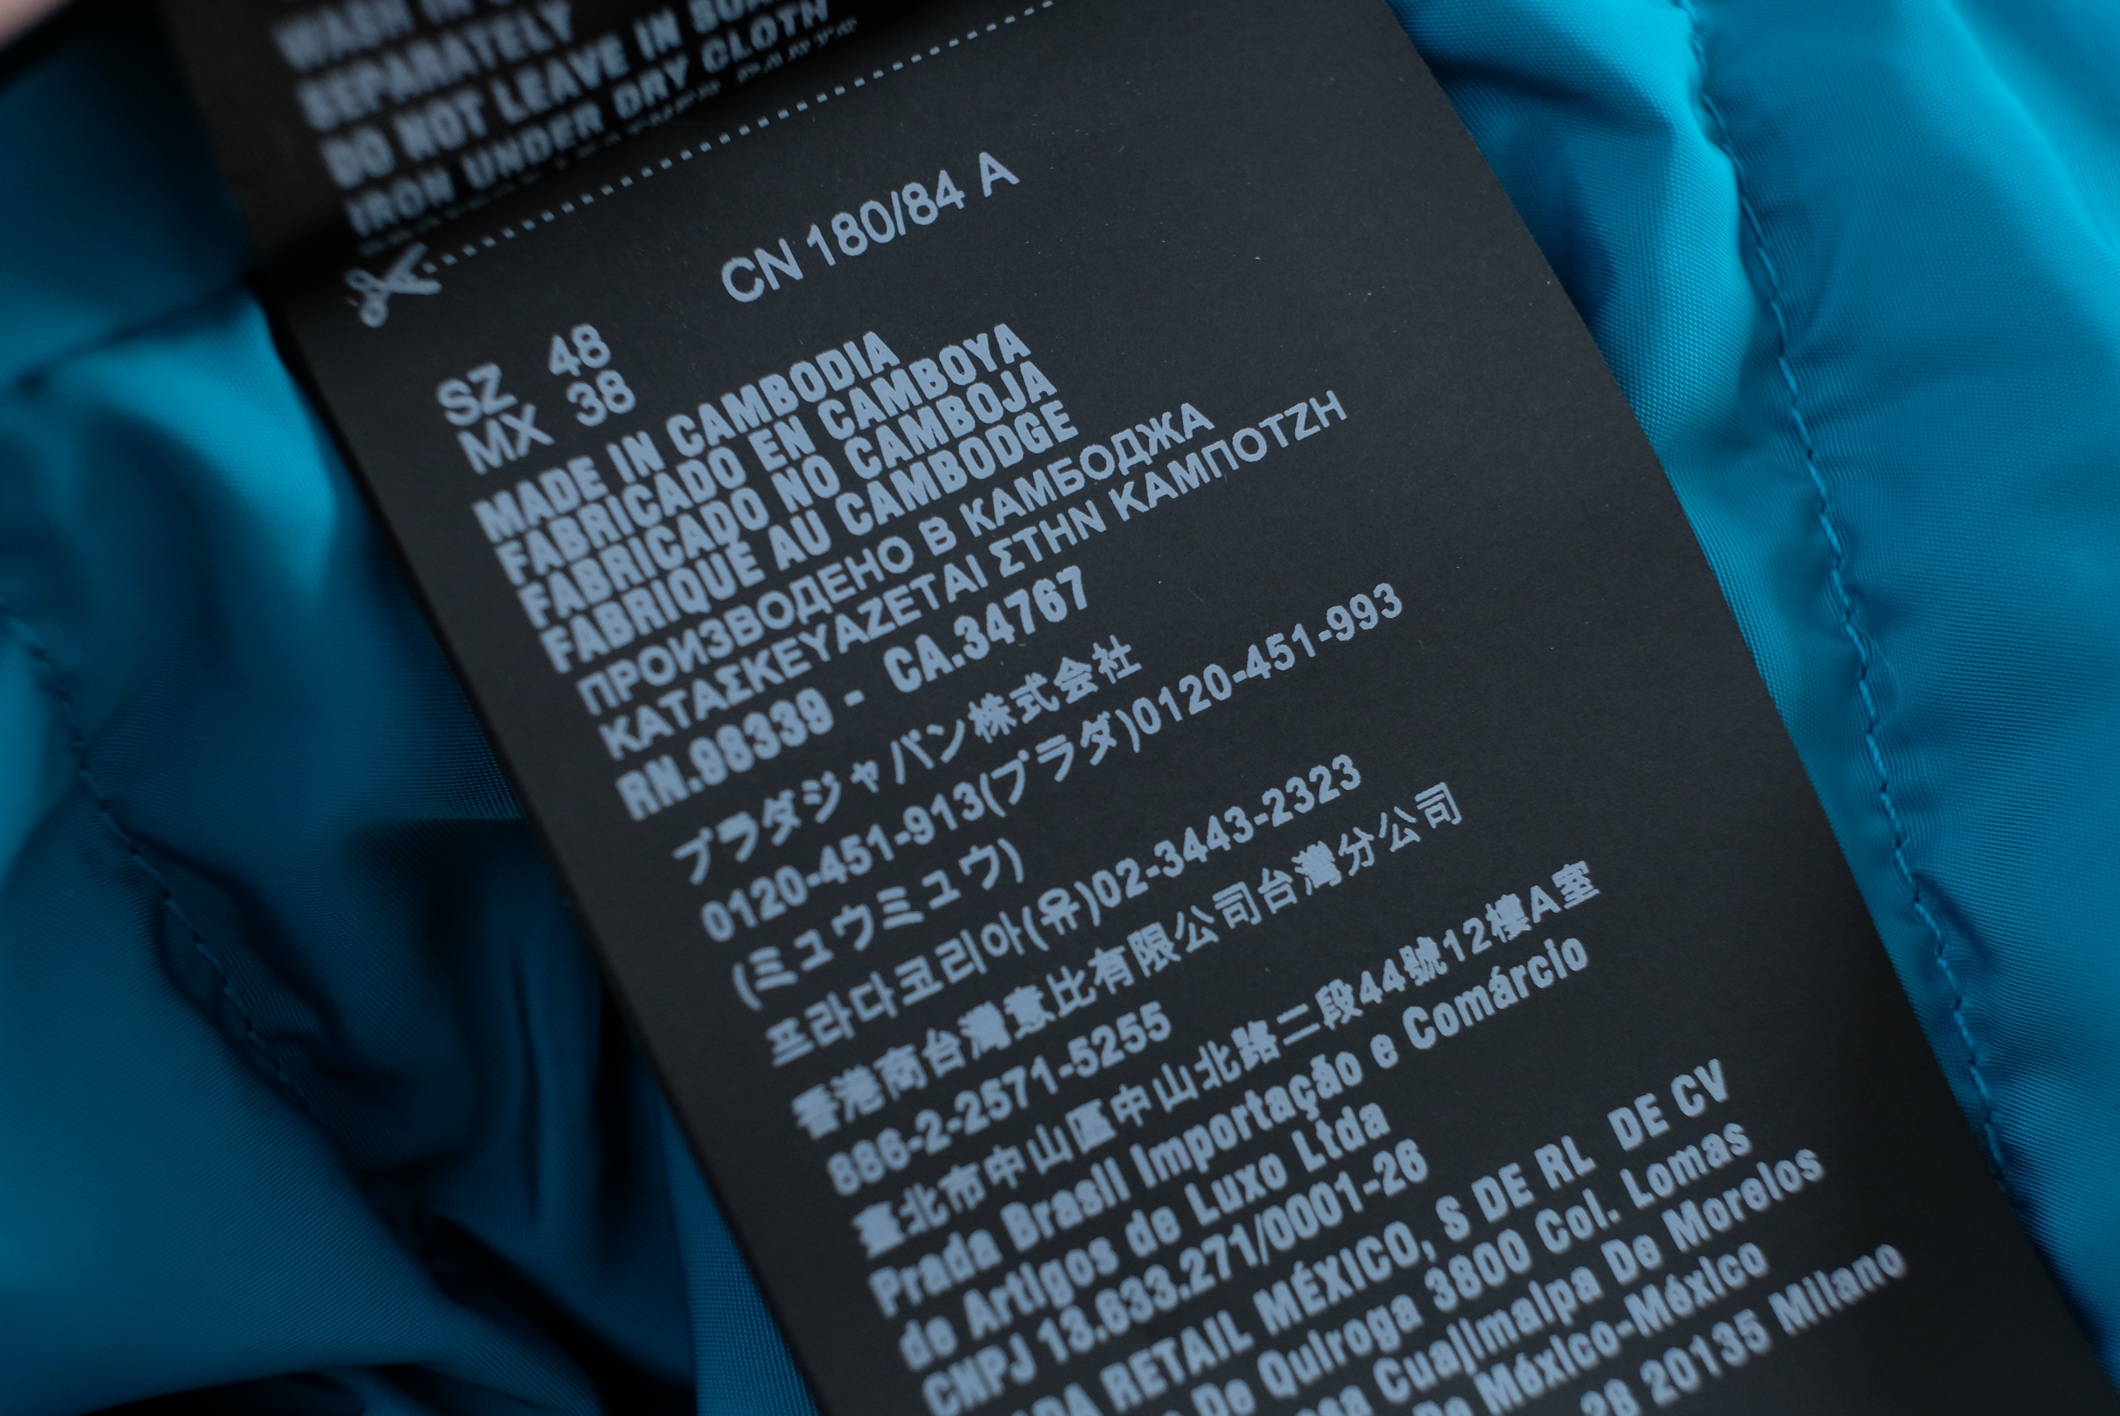 WASH IN
SEPARATELY
DO NOT LEAVE IN
IRON UNDER DRY CLOTH
CN 180/84 A
SZ 48
MX 38
MADE IN CAMBODIA
FABRICADO EN CAMBOYA
FABRICADO NO CAMBOJA
FABRIQUÉ AU CAMBODGE
ПРОИЗВОДЕНО В КАМБОДЖА
ΚΑΤΑΣΚΕΥΑΖΕΤΑΙ ΣΤΗΝ ΚΑΜΠΟΤΖΗ
RN.98339 - CA.34767
プラダジャパン株式会社
0120-451-913(プラダ)0120-451-993
(ミュウミュウ)
프라다코리아(유)02-3443-2323
香港商台灣意比有限公司台灣分公司
886-2-2571-5255
臺北市中山區中山北路二段44號12樓A室
Prada Brasil Importação e Comárcio
de Artigos de Luxo Ltda
CNPJ 13.633.271/0001-26
RETAIL MÉXICO, S DE RL DE CV
De Quiroga 3800 Col. Lomas
Cuajimalpa De Morelos
De México-México
28 20135 Milano